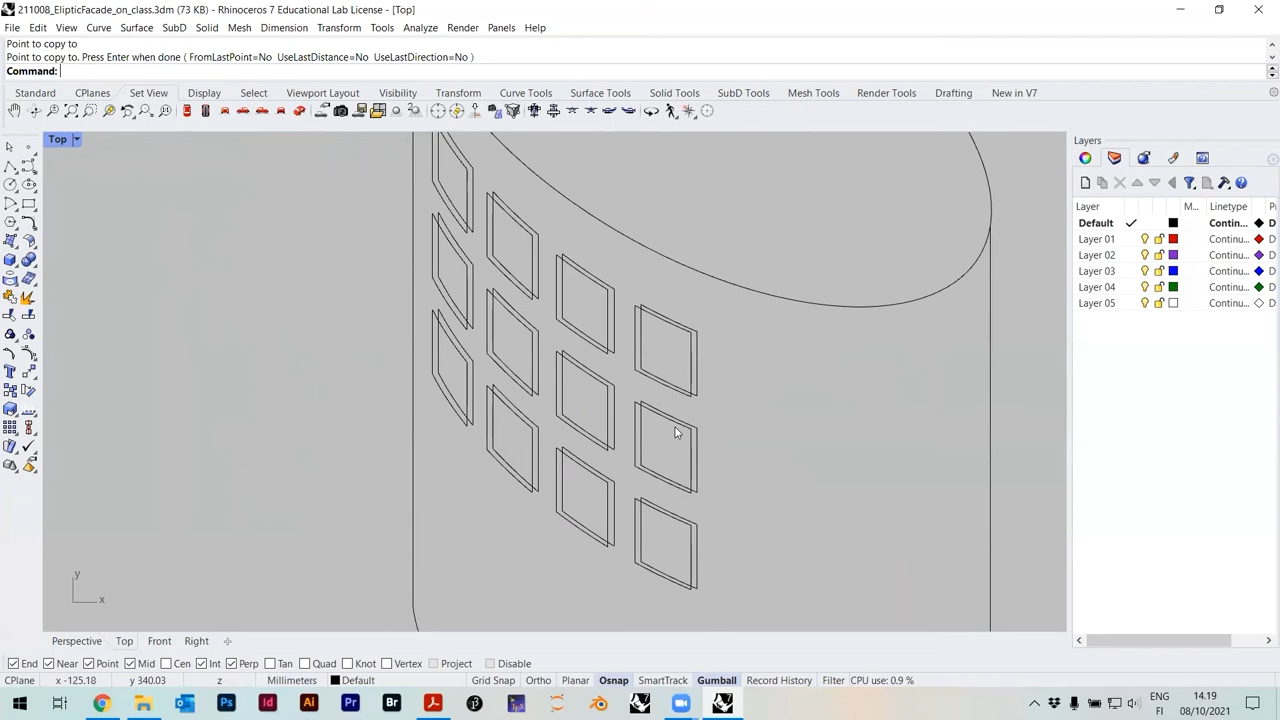 211008_ElipticFacade_on_class.3dm (73 KB) - Rhinoceros 7 Educational Lab License - [Top]
File Edit View Curve Surface SubD Solid Mesh Dimension Transform Tools Analyze Render Panels Help
Point to copy to
Point to copy to. Press Enter when done ( FromLastPoint=No UseLastDistance=No UseLastDirection=No )
Command:
Standard CPlanes Set View Display Select Viewport Layout Visibility Transform Curve Tools Surface Tools Solid Tools SubD Tools Mesh Tools Render Tools Drafting New in V7
Top
Layers
Layer M... Linetype P
Default Contin... D
Layer 01 Continu... D
Layer 02 Continu... D
Layer 03 Continu... D
Layer 04 Continu... D
Layer 05 Continu... D
y
x
Perspective Top Front Right
End Near Point Mid Cen Int Perp Tan Quad Knot Vertex Project Disable
CPlane x -125.18 y 340.03 z Millimeters Default Grid Snap Ortho Planar Osnap SmartTrack Gumball Record History Filter CPU use: 0.9 %
Ps Id Ai Pr Br
ENG 14.19
FI 08/10/2021